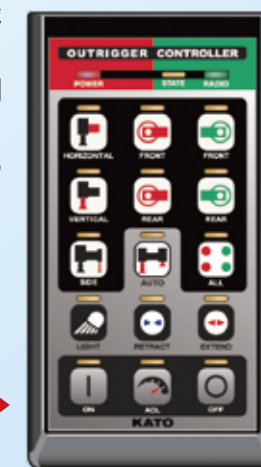 OUTRIGGER CONTROLLER
POWER STATE RADIO
HORIZONTAL FRONT FRONT
VERTICAL REAR REAR
SIDE AUTO ALL
LIGHT RETRACT EXTEND
ON ACL OFF
KATO